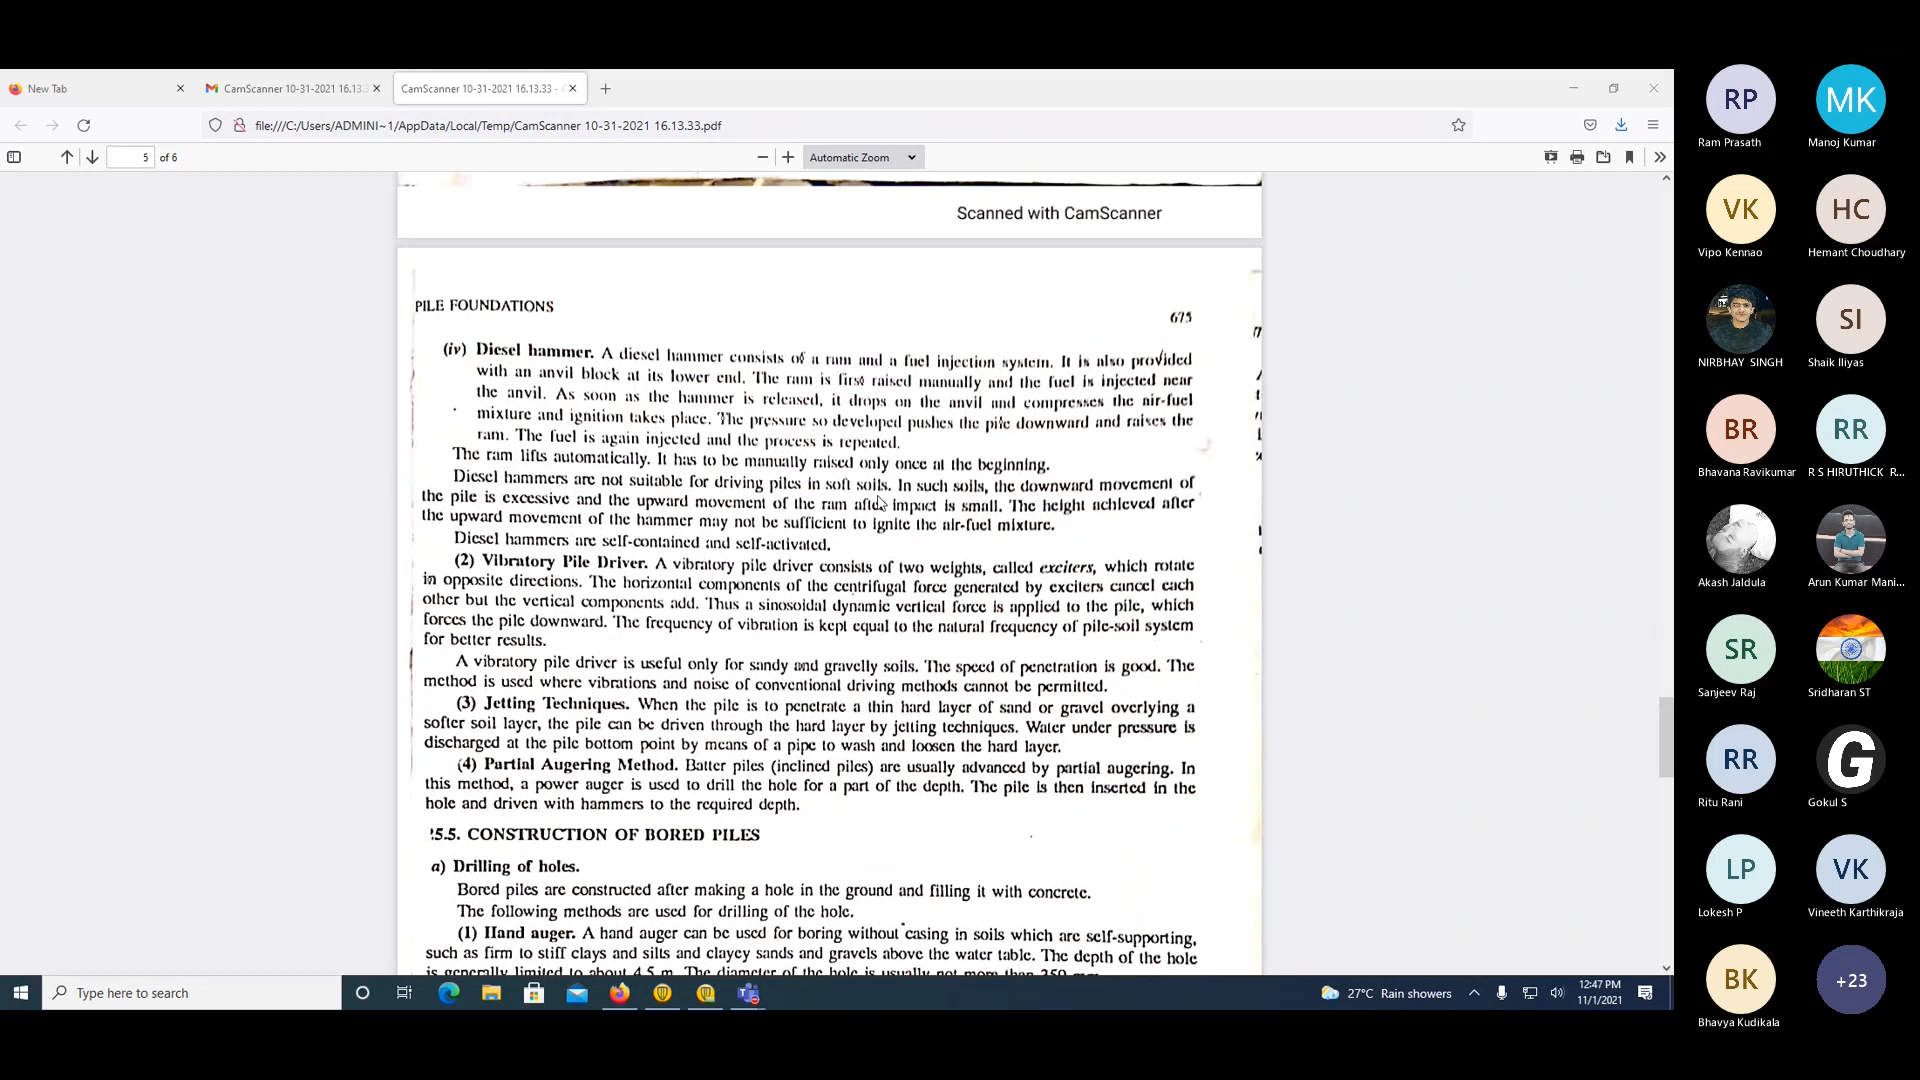 New Tab
CamScanner 10-31-2021 16.13.3
CamScanner 10-31-2021 16.13.33 -
file:///C:/Users/ADMINI~1/AppData/Local/Temp/CamScanner 10-31-2021 16.13.33.pdf
5 of 6
Automatic Zoom
Scanned with CamScanner
PILE FOUNDATIONS
675
(iv) Diesel hammer. A diesel hammer consists of a ram and a fuel injection system. It is also provided
with an anvil block at its lower end. The ram is first raised manually and the fuel is injected near
the anvil. As soon as the hammer is released, it drops on the anvil and compresses the air-fuel
mixture and ignition takes place. The pressure so developed pushes the pile downward and raises the
ram. The fuel is again injected and the process is repeated.
The ram lifts automatically. It has to be manually raised only once at the beginning.
Diesel hammers are not suitable for driving piles in soft soils. In such soils, the downward movement of
the pile is excessive and the upward movement of the ram after impact is small. The height achieved after
the upward movement of the hammer may not be sufficient to ignite the air-fuel mixture.
Diesel hammers are self-contained and self-activated.
(2) Vibratory Pile Driver. A vibratory pile driver consists of two weights, called exciters, which rotate
in opposite directions. The horizontal components of the centrifugal force generated by exciters cancel each
other but the vertical components add. Thus a sinosoidal dynamic vertical force is applied to the pile, which
forces the pile downward. The frequency of vibration is kept equal to the natural frequency of pile-soil system
for better results.
A vibratory pile driver is useful only for sandy and gravelly soils. The speed of penetration is good. The
method is used where vibrations and noise of conventional driving methods cannot be permitted.
(3) Jetting Techniques. When the pile is to penetrate a thin hard layer of sand or gravel overlying a
softer soil layer, the pile can be driven through the hard layer by jetting techniques. Water under pressure is
discharged at the pile bottom point by means of a pipe to wash and loosen the hard layer.
(4) Partial Augering Method. Batter piles (inclined piles) are usually advanced by partial augering. In
this method, a power auger is used to drill the hole for a part of the depth. The pile is then inserted in the
hole and driven with hammers to the required depth.
5.5. CONSTRUCTION OF BORED PILES
a) Drilling of holes.
Bored piles are constructed after making a hole in the ground and filling it with concrete.
The following methods are used for drilling of the hole.
(1) Hand auger. A hand auger can be used for boring without casing in soils which are self-supporting,
such as firm to stiff clays and silts and clayey sands and gravels above the water table. The depth of the hole
is generally limited to about 4.5 m. The diameter of the hole is usually not more than 350 mm
Type here to search
27°C Rain showers
12:47 PM
11/1/2021
RP
Ram Prasath
MK
Manoj Kumar
VK
Vipo Kennao
HC
Hemant Choudhary
NIRBHAY SINGH
SI
Shaik Iliyas
BR
Bhavana Ravikumar
RR
R S HIRUTHICK R...
Akash Jaldula
Arun Kumar Mani...
SR
Sanjeev Raj
Sridharan ST
RR
Ritu Rani
G
Gokul S
LP
Lokesh P
VK
Vineeth Karthikraja
BK
Bhavya Kudikala
+23